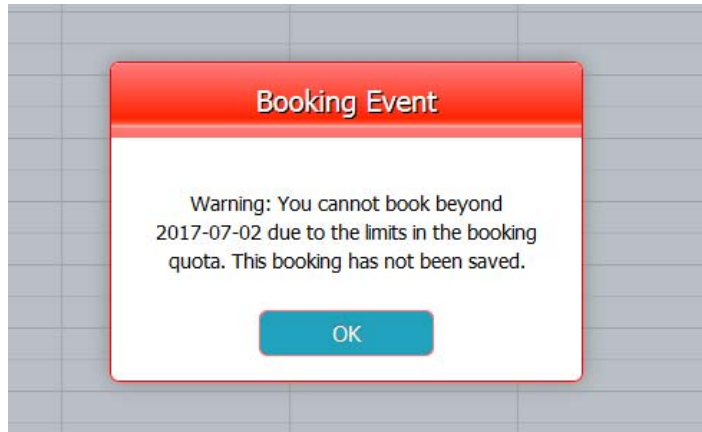 Booking Event
Warning: You cannot book beyond
2017-07-02 due to the limits in the booking
quota. This booking has not been saved.
OK